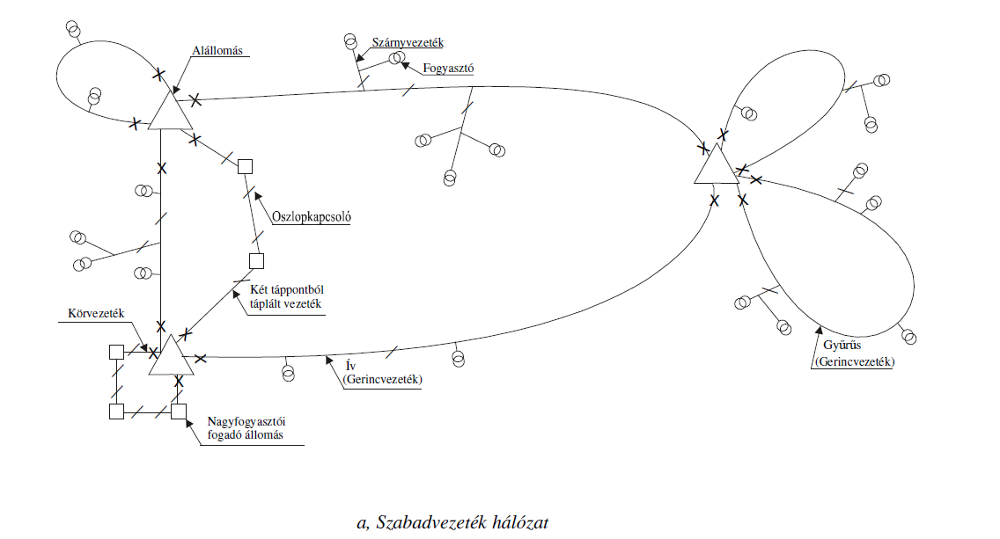 Alállomás
Szárnyvezeték
Fogyasztó
Oszlopkapcsoló
Két táppontból
táplált vezeték
Körvezeték
Ív
(Gerincvezeték)
Gyűrűs
(Gerincvezeték)
Nagyfogyasztói
fogadó állomás
a, Szabadvezeték hálózat